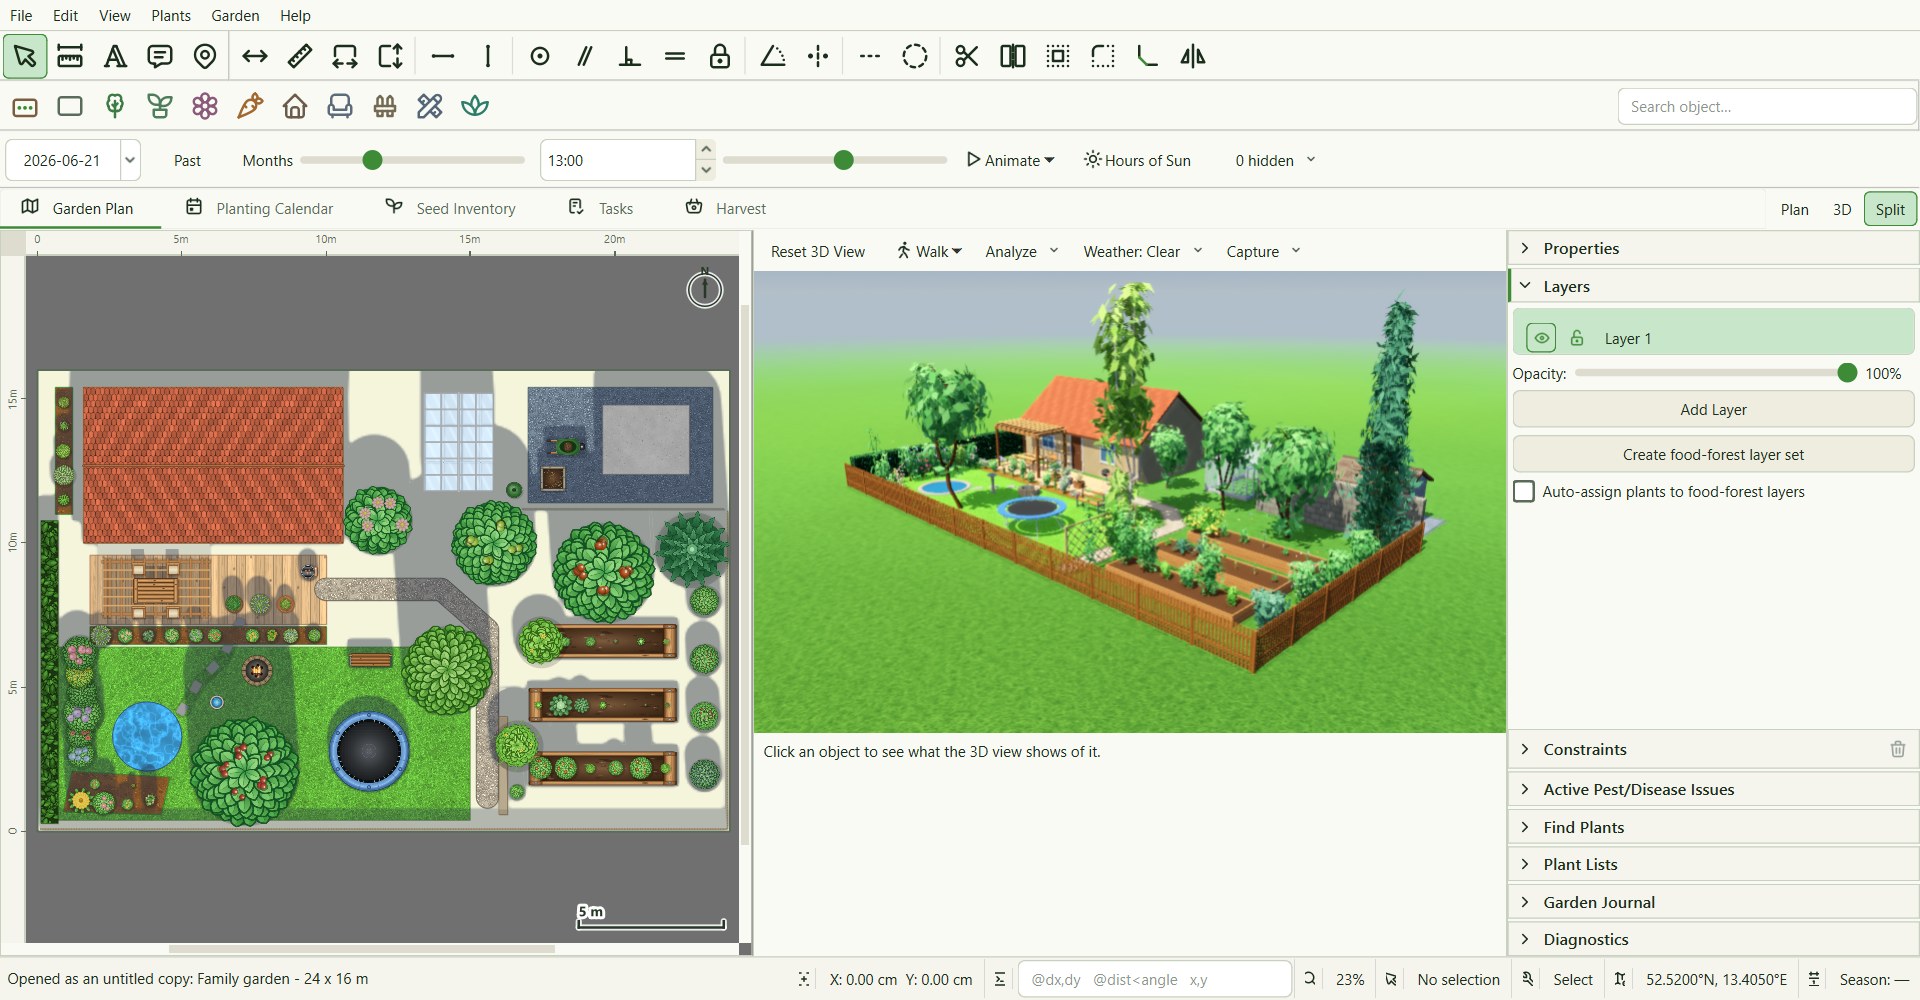 File Edit View Plants Garden Help
Search object...
2026-06-21 Past Months 13:00 Animate Hours of Sun 0 hidden
Garden Plan Planting Calendar Seed Inventory Tasks Harvest Plan 3D Split
0 5m 10m 15m 20m
Reset 3D View Walk Analyze Weather: Clear Capture
N
15m
10m
5m
0
5 m
Click an object to see what the 3D view shows of it.
Properties
Layers
Layer 1
Opacity: 100%
Add Layer
Create food-forest layer set
Auto-assign plants to food-forest layers
Constraints
Active Pest/Disease Issues
Find Plants
Plant Lists
Garden Journal
Diagnostics
Opened as an untitled copy: Family garden - 24 x 16 m X: 0.00 cm Y: 0.00 cm @dx,dy @dist<angle x,y 23% No selection Select 52.5200°N, 13.4050°E Season: —